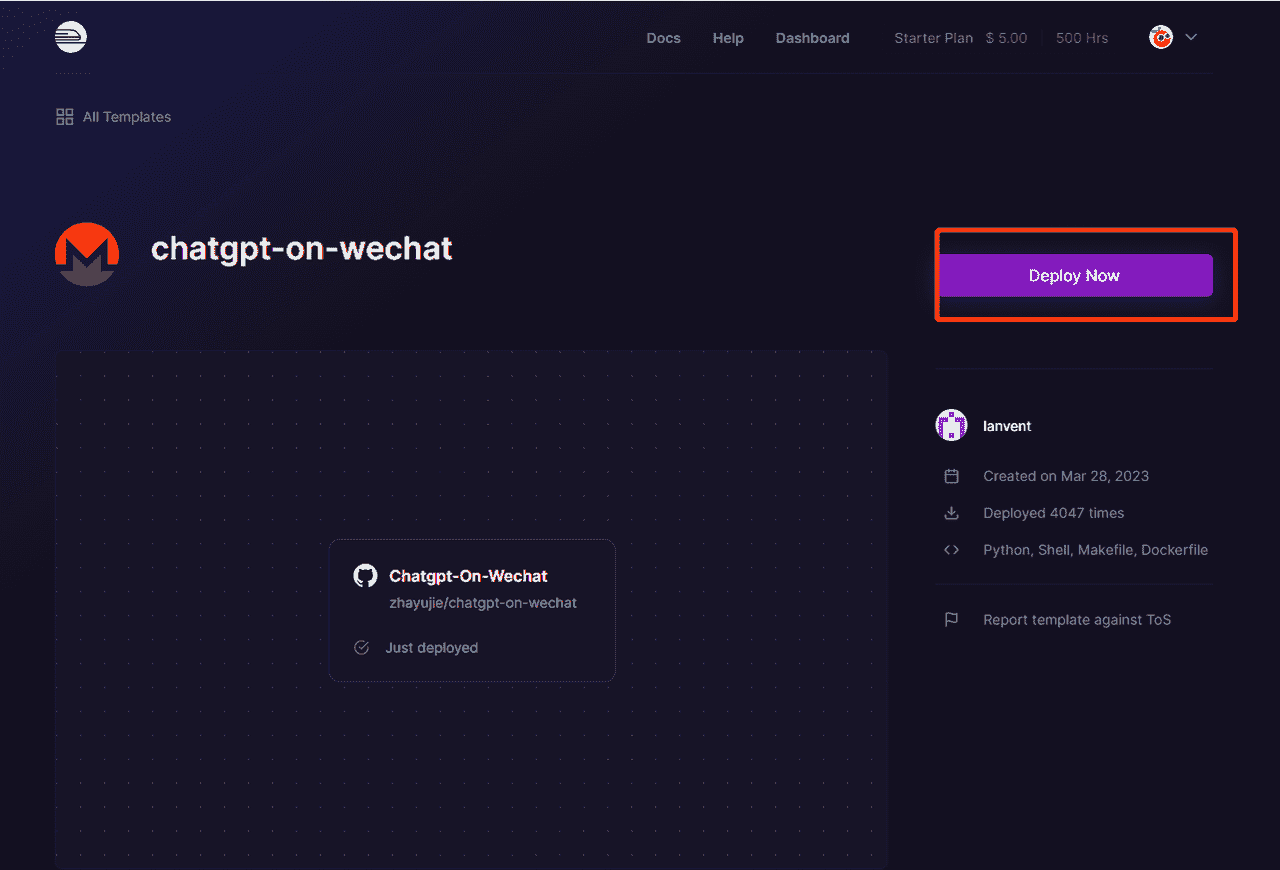 Docs Help Dashboard Starter Plan $ 5.00 500 Hrs
All Templates
chatgpt-on-wechat
Deploy Now
lanvent
Created on Mar 28, 2023
Deployed 4047 times
Python, Shell, Makefile, Dockerfile
Report template against ToS
Chatgpt-On-Wechat
zhayujie/chatgpt-on-wechat
Just deployed